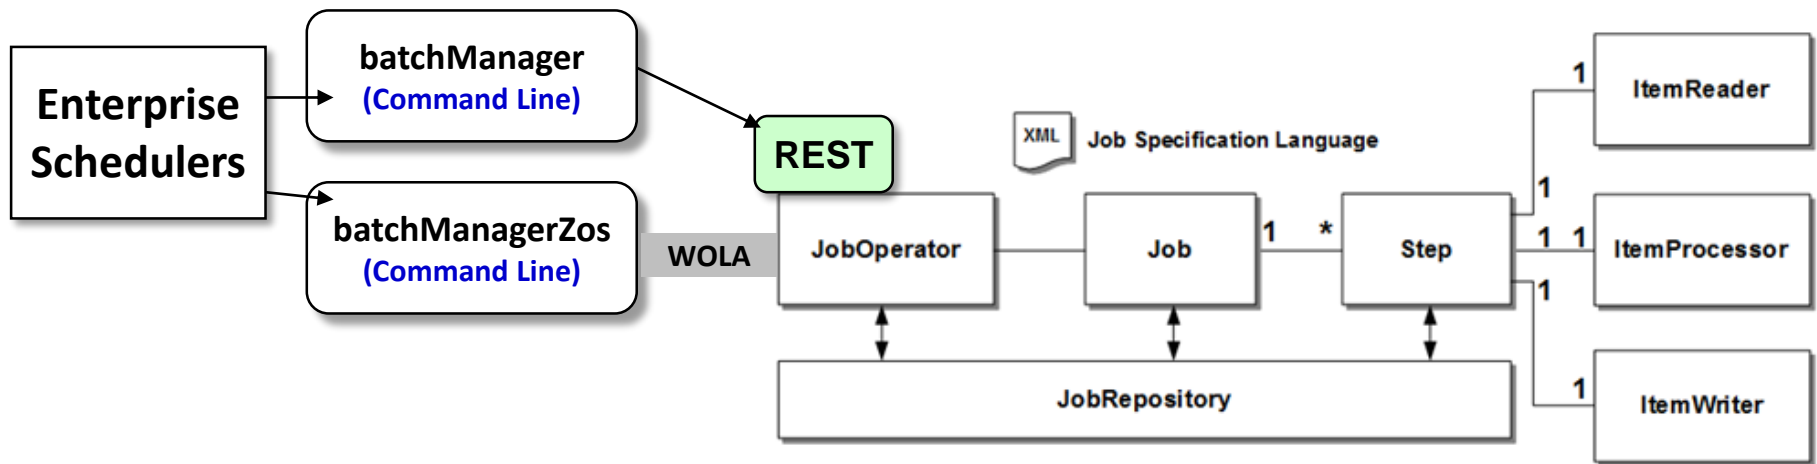 Enterprise
Schedulers
batchManager
(Command Line)
batchManagerZos
(Command Line)
REST
WOLA
XML
Job Specification Language
JobOperator
Job
1
*
Step
1
1
ItemReader
1
1
ItemProcessor
1
1
ItemWriter
JobRepository